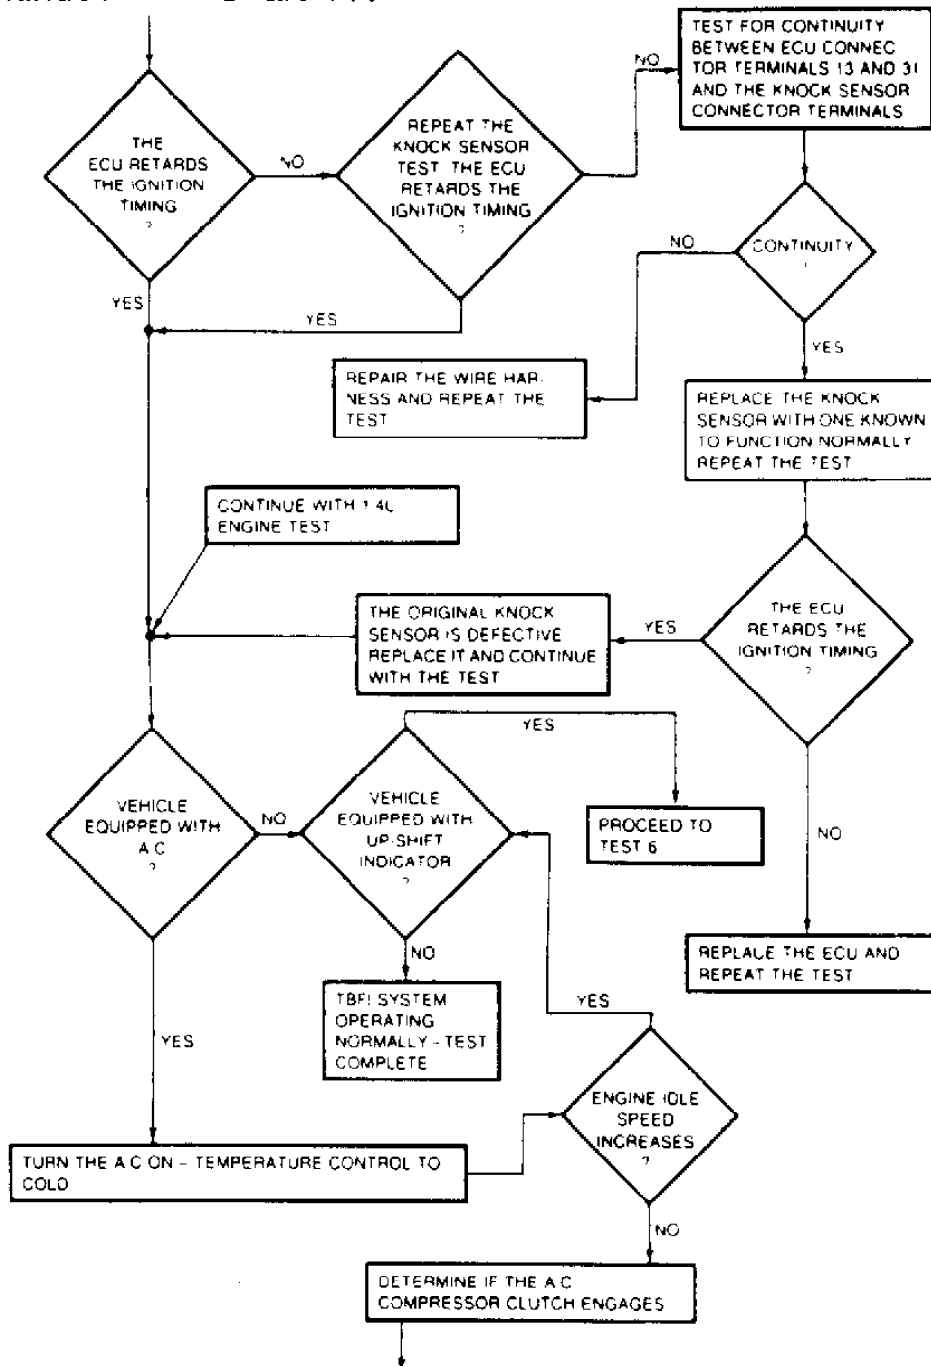 THE
ECU RETARDS
THE IGNITION
TIMING
?
NO
REPEAT THE
KNOCK SENSOR
TEST THE ECU
RETARDS THE
IGNITION TIMING
?
NO
TEST FOR CONTINUITY
BETWEEN ECU CONNEC
TOR TERMINALS 13 AND 31
AND THE KNOCK SENSOR
CONNECTOR TERMINALS
NO
CONTINUITY
?
YES
YES
YES
REPAIR THE WIRE HAR-
NESS AND REPEAT THE
TEST
REPLACE THE KNOCK
SENSOR WITH ONE KNOWN
TO FUNCTION NORMALLY
REPEAT THE TEST
CONTINUE WITH
ENGINE TEST
THE ORIGINAL KNOCK
SENSOR IS DEFECTIVE
REPLACE IT AND CONTINUE
WITH THE TEST
YES
THE ECU
RETARDS THE
IGNITION TIMING
?
YES
VEHICLE
EQUIPPED WITH
A C
?
NO
VEHICLE
EQUIPPED WITH
UP-SHIFT
INDICATOR
?
PROCEED TO
TEST 6
NO
NO
REPLACE THE ECU AND
REPEAT THE TEST
TBFI SYSTEM
OPERATING
NORMALLY - TEST
COMPLETE
YES
YES
ENGINE IDLE
SPEED
INCREASES
?
TURN THE A C ON - TEMPERATURE CONTROL TO
COLD
NO
DETERMINE IF THE A C
COMPRESSOR CLUTCH ENGAGES